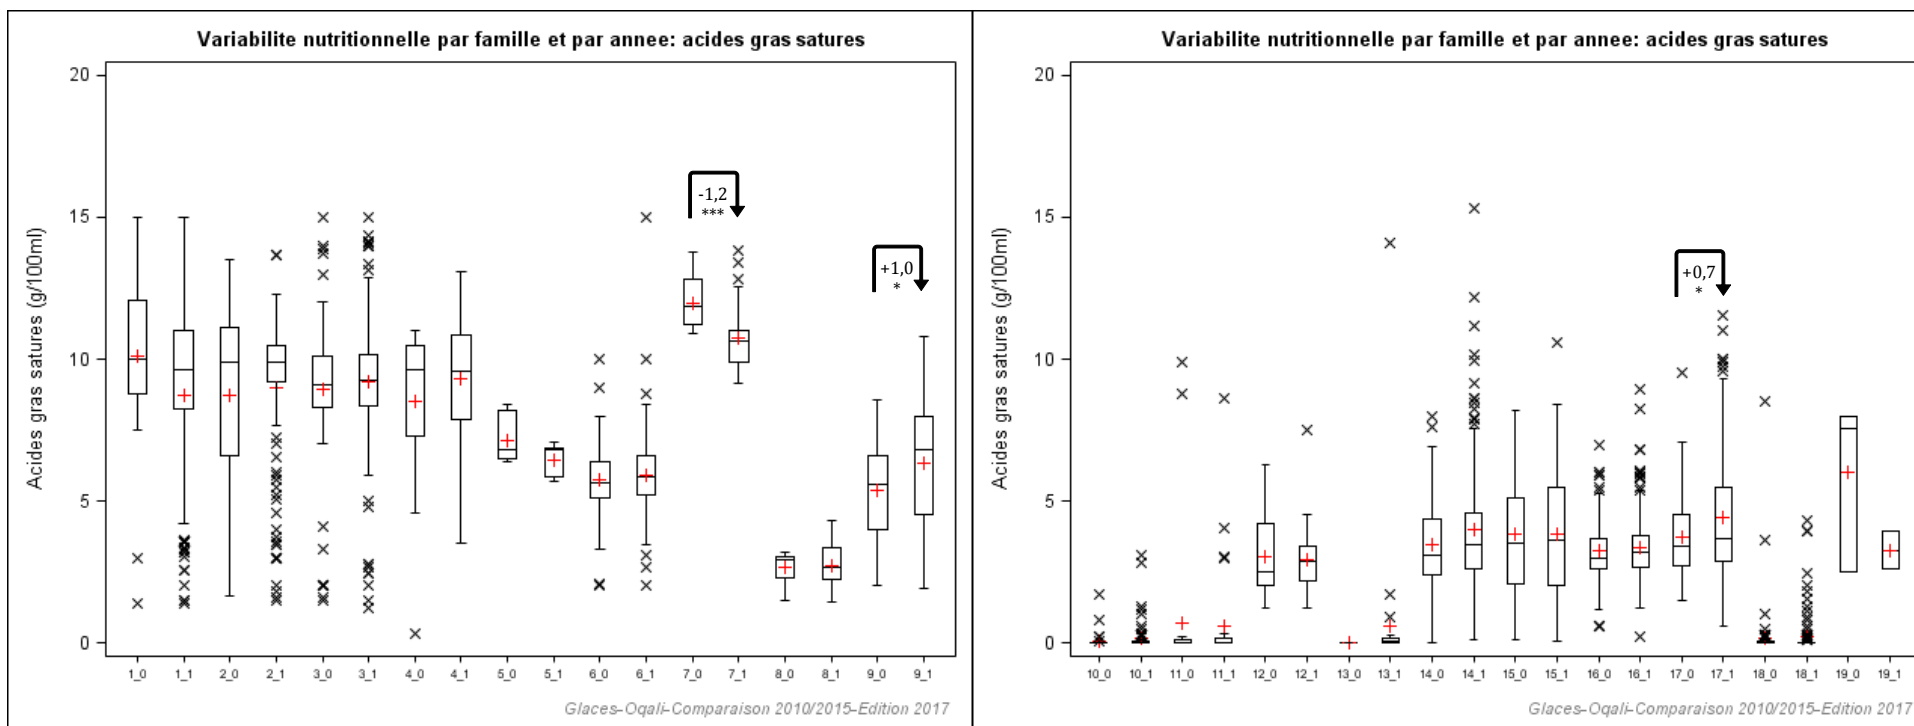 Variabilite nutritionnelle par famille et par annee: acides gras satures
20
15
10
5
0
Acides gras satures (g/100ml)
-1,2
***
+1,0
*
1_0 1_1 2_0 2_1 3_0 3_1 4_0 4_1 5_0 5_1 6_0 6_1 7_0 7_1 8_0 8_1 9_0 9_1
Glaces-Oqali-Comparaison 2010/2015-Edition 2017
Variabilite nutritionnelle par famille et par annee: acides gras satures
20
15
10
5
0
Acides gras satures (g/100ml)
+0,7
*
10_0 10_1 11_0 11_1 12_0 12_1 13_0 13_1 14_0 14_1 15_0 15_1 16_0 16_1 17_0 17_1 18_0 18_1 19_0 19_1
Glaces-Oqali-Comparaison 2010/2015-Edition 2017